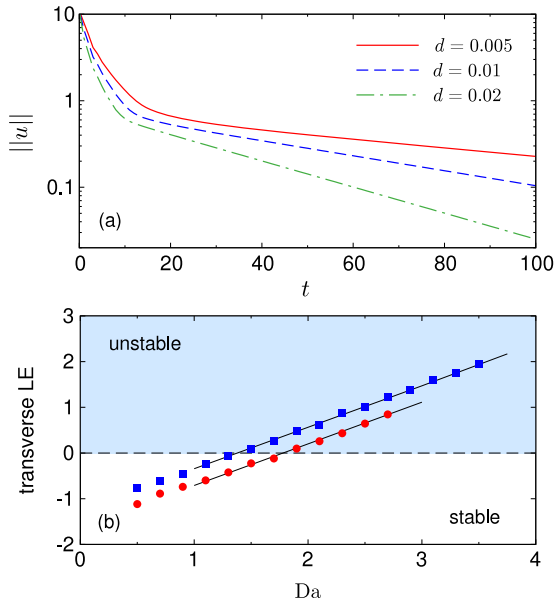 10
1
0.1
||u||
d = 0.005
d = 0.01
d = 0.02
(a)
0 20 40 60 80 100
t
3
2
1
0
-1
-2
transverse LE
unstable
(b)
stable
0 1 2 3 4
Da